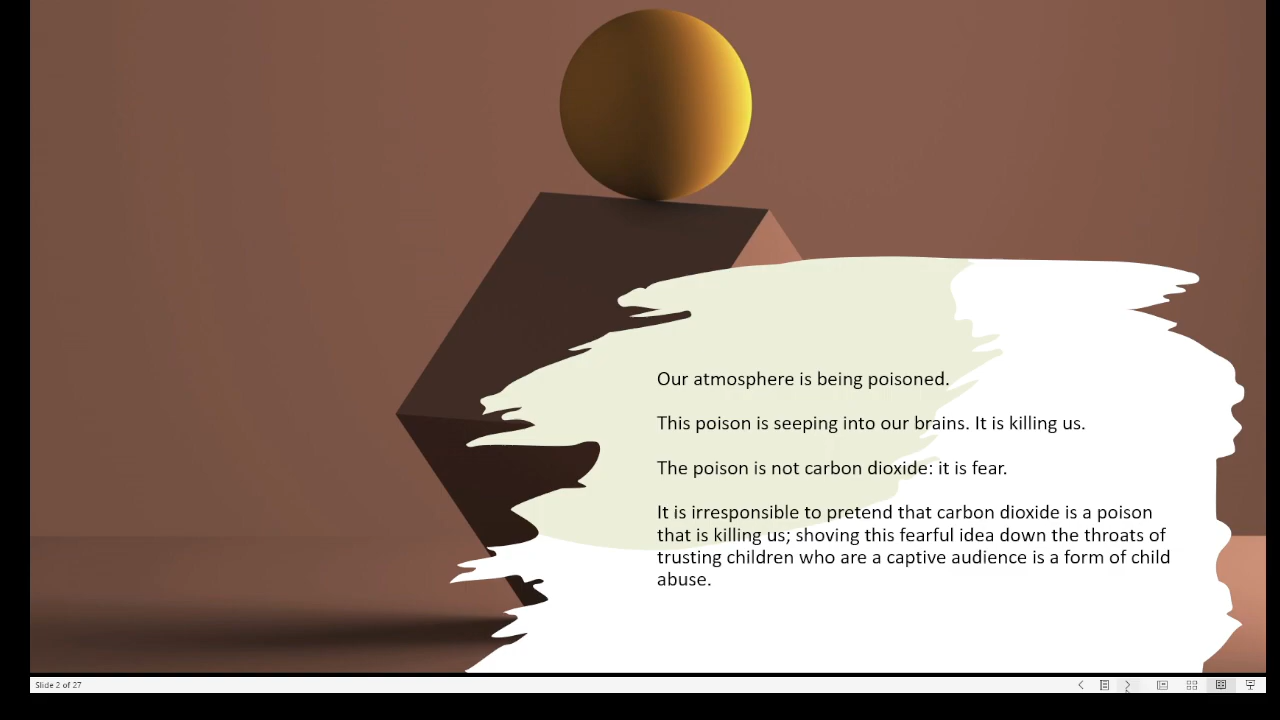 Our atmosphere is being poisoned.
This poison is seeping into our brains. It is killing us.
The poison is not carbon dioxide: it is fear.
It is irresponsible to pretend that carbon dioxide is a poison
that is killing us; shoving this fearful idea down the throats of
trusting children who are a captive audience is a form of child
abuse.
Slide 2 of 27